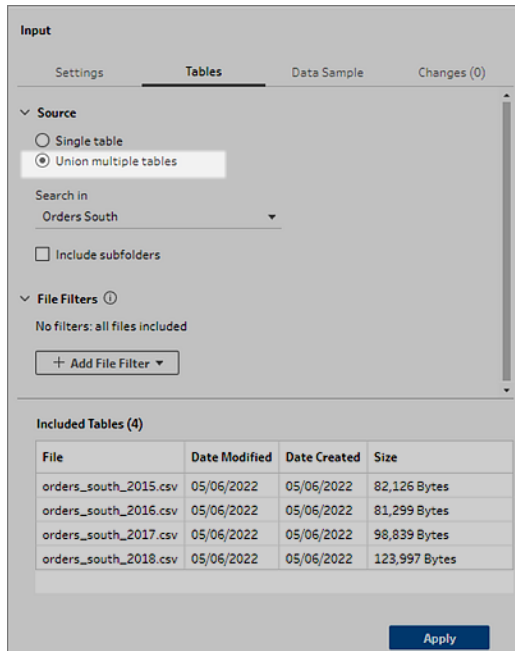 Input
Settings Tables Data Sample Changes (0)
Source
Single table
Union multiple tables
Search in
Orders South
Include subfolders
File Filters
No filters: all files included
+ Add File Filter
Included Tables (4)
File Date Modified Date Created Size
orders_south_2015.csv 05/06/2022 05/06/2022 82,126 Bytes
orders_south_2016.csv 05/06/2022 05/06/2022 81,299 Bytes
orders_south_2017.csv 05/06/2022 05/06/2022 98,839 Bytes
orders_south_2018.csv 05/06/2022 05/06/2022 123,997 Bytes
Apply